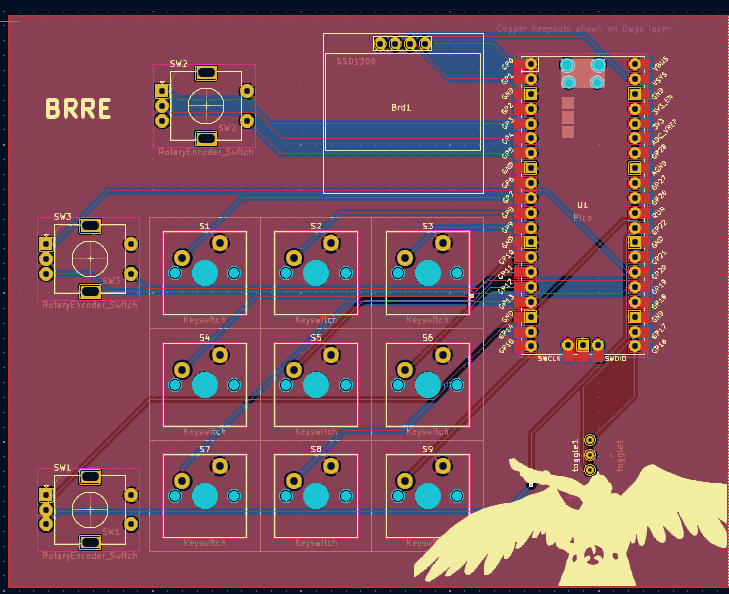 Copper Keepouts shown on Dwgs layer
SW2
SSD1306
BRRE
Brd1
SW2
RotaryEncoder_Switch
GP0
GP1
GND
GP2
GP3
GP4
GP5
GND
GP6
GP7
GP8
GP9
GND
GP10
GP11
GP12
GP13
GND
GP14
GP15
VBUS
VSYS
GND
3V3_EN
3V3
ADC_VREF
GP28
AGND
GP27
GP26
RUN
GP22
GND
GP21
GP20
GP19
GP18
GND
GP17
GP16
U1
Pico
SWCLK
SWDIO
SW3
SW3
RotaryEncoder_Switch
S1
S2
S3
Keyswitch
Keyswitch
Keyswitch
S4
S5
S6
Keyswitch
Keyswitch
Keyswitch
S7
S8
S9
toggle1
toggle1
SW1
SW1
RotaryEncoder_Switch
Keyswitch
Keyswitch
Keyswitch